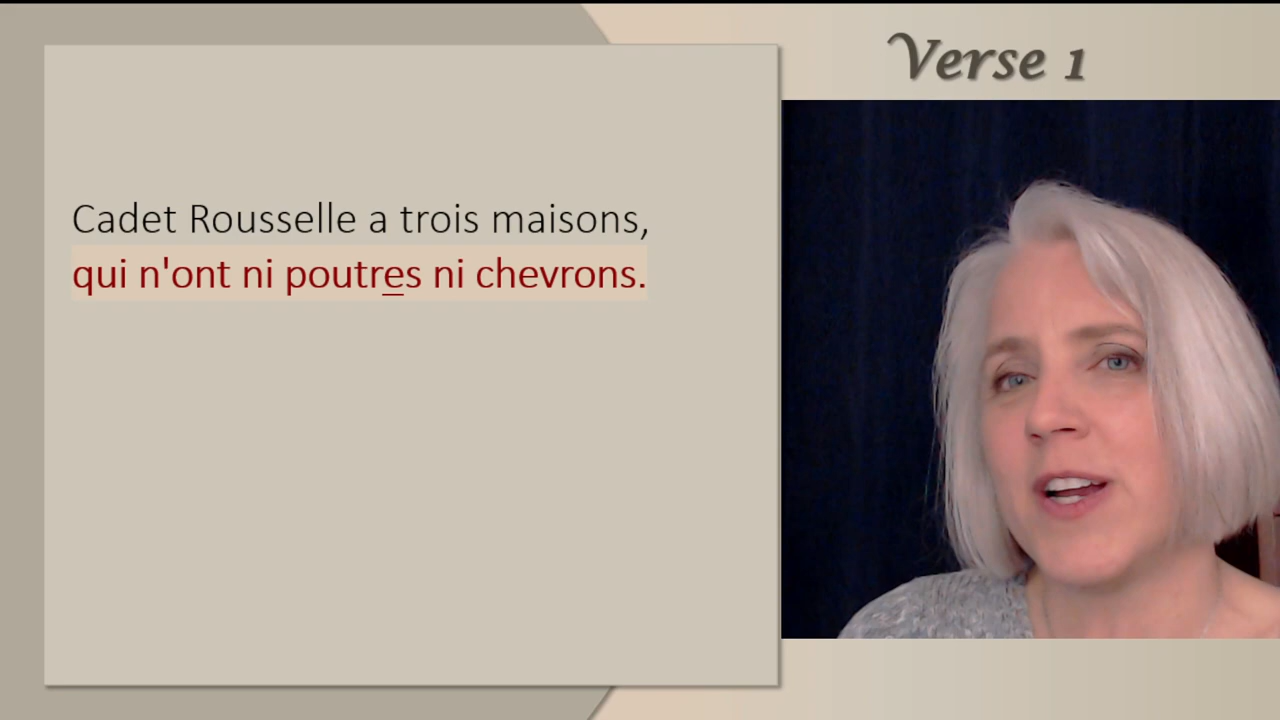 Verse 1
Cadet Rousselle a trois maisons,
qui n'ont ni poutres ni chevrons.